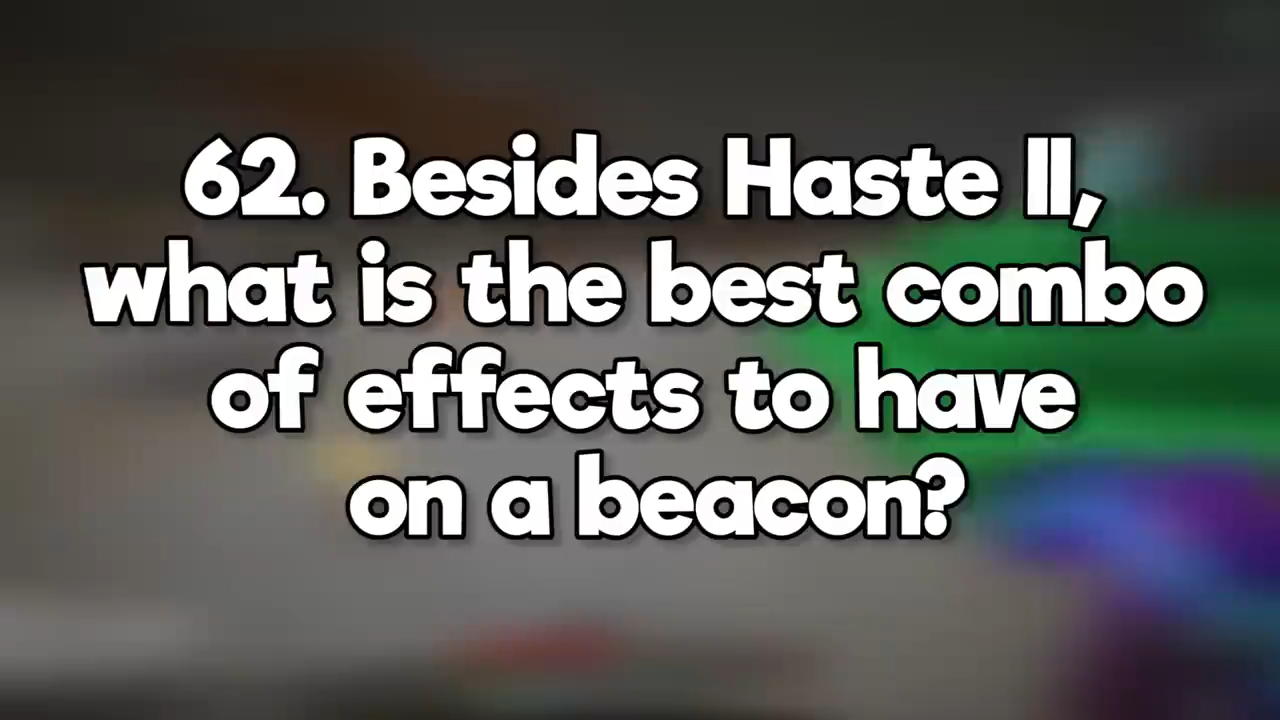 62. Besides Haste II,
what is the best combo
of effects to have
on a beacon?